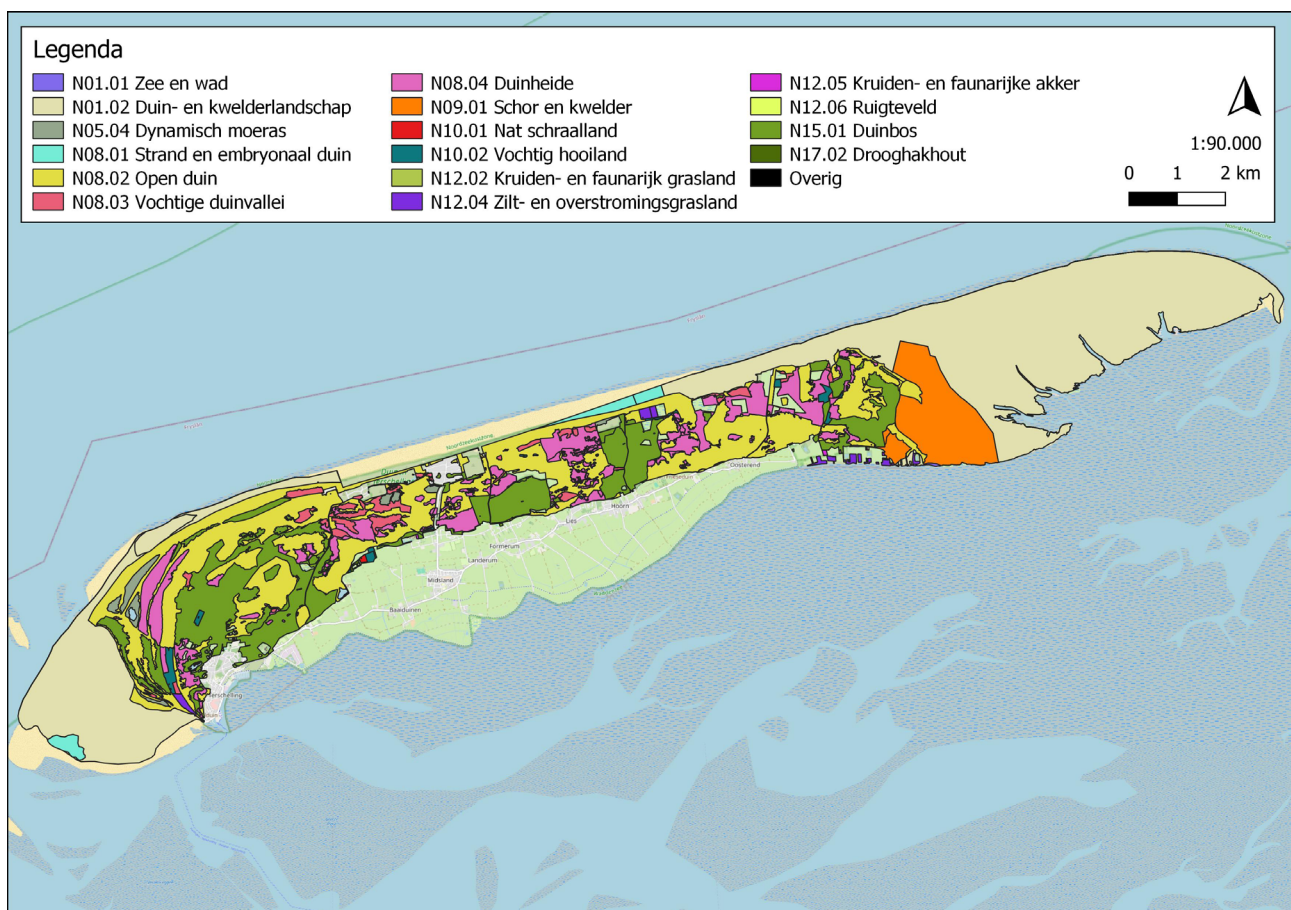 Legenda
N01.01 Zee en wad
N01.02 Duin- en kwelderlandschap
N05.04 Dynamisch moeras
N08.01 Strand en embryonaal duin
N08.02 Open duin
N08.03 Vochtige duinvallei
N08.04 Duinheide
N09.01 Schor en kwelder
N10.01 Nat schraalland
N10.02 Vochtig hooiland
N12.02 Kruiden- en faunarijk grasland
N12.04 Zilt- en overstromingsgrasland
N12.05 Kruiden- en faunarijke akker
N12.06 Ruigteveld
N15.01 Duinbos
N17.02 Drooghakhout
Overig
1:90.000
0 1 2 km
Noordzeekustzone
Oosterend
Hoorn
Lies
Formerum
Landerum
Midsland
Baaiduinen